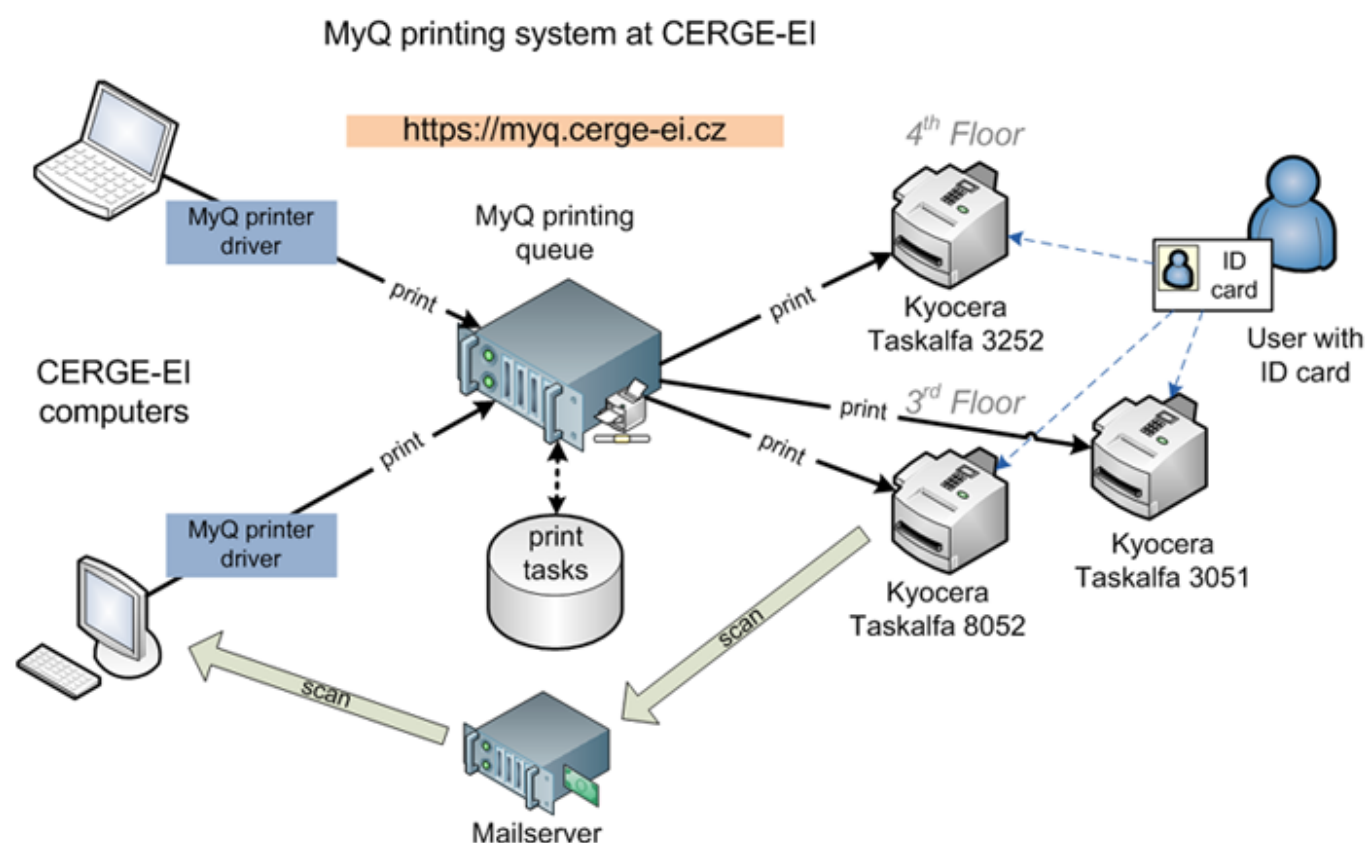 MyQ printing system at CERGE-EI
https://myq.cerge-ei.cz
4th Floor
MyQ printer
driver
MyQ printing
queue
ID
card
print
print
Kyocera
Taskalfa 3252
User with
ID card
CERGE-EI
computers
print
3rd Floor
print
print
MyQ printer
driver
print
tasks
Kyocera
Taskalfa 3051
Kyocera
Taskalfa 8052
scan
scan
Mailserver